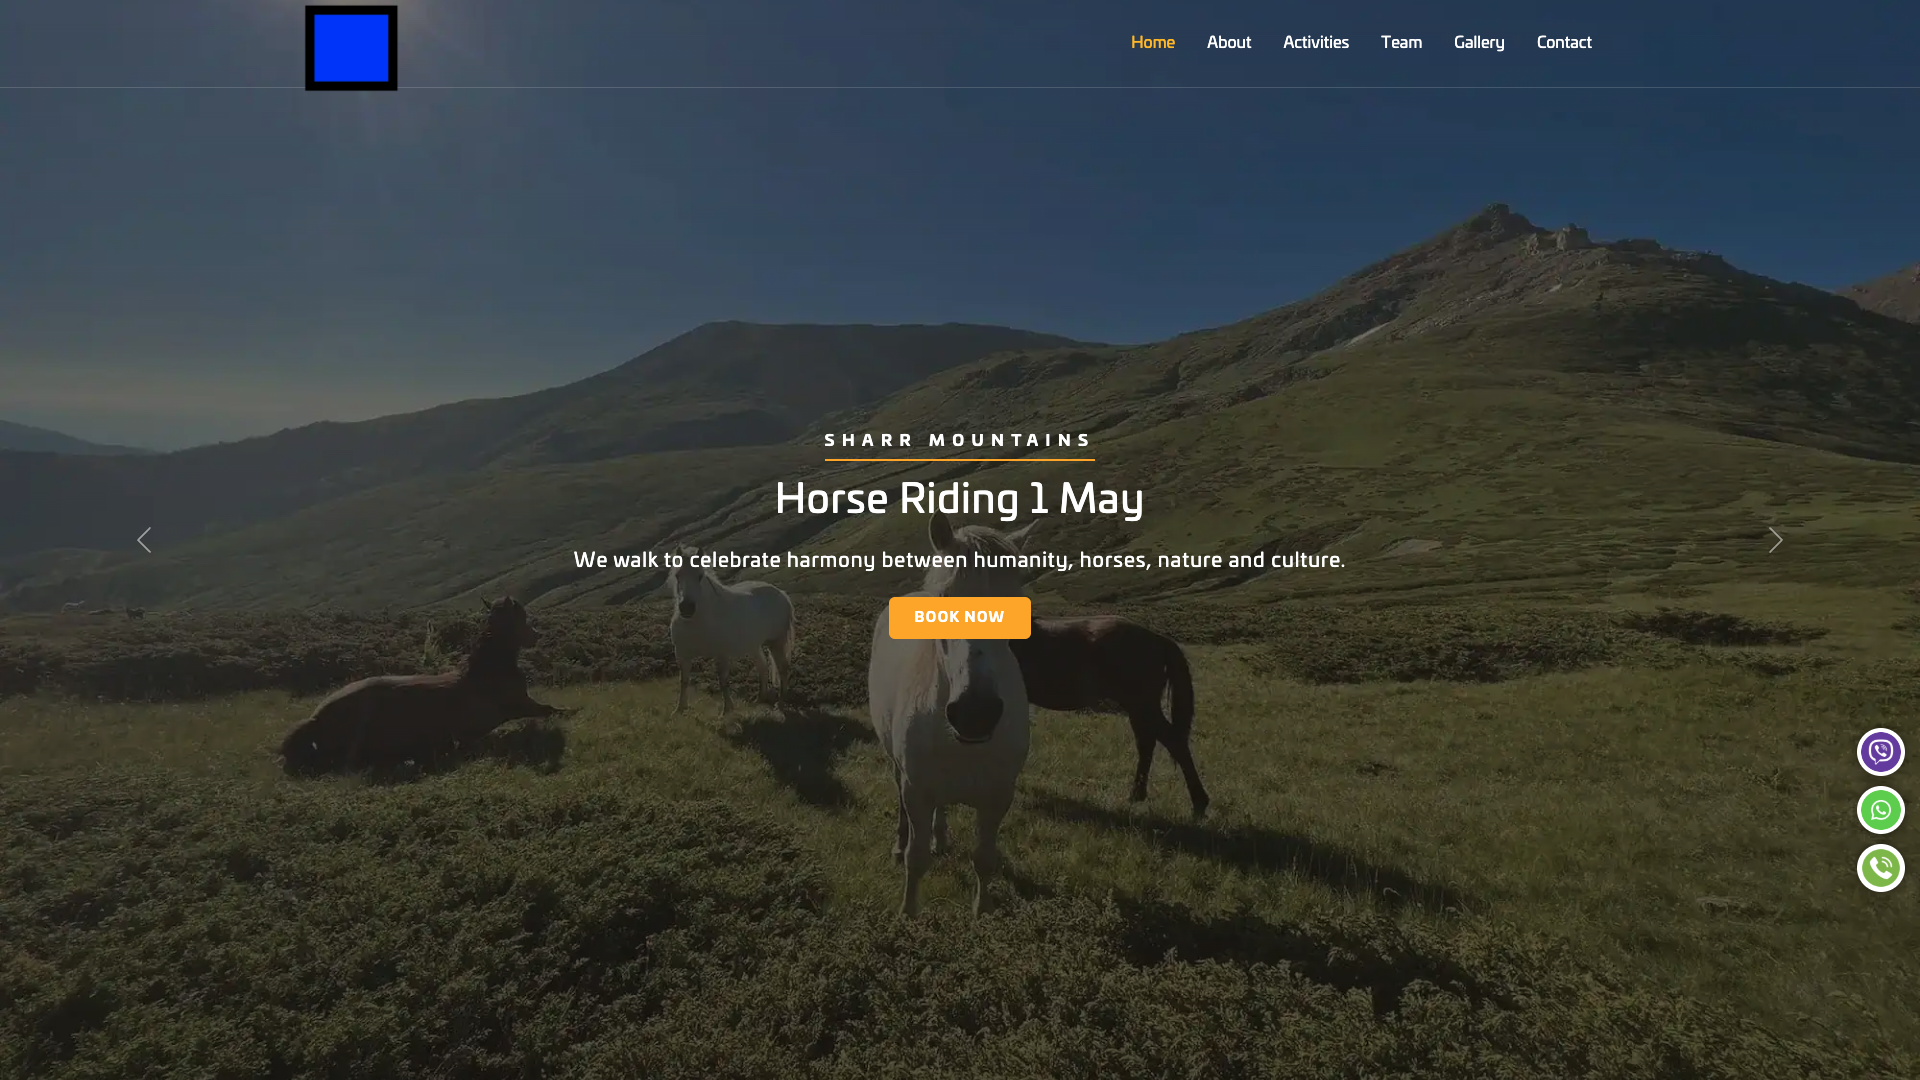 Home About Activities Team Gallery Contact
SHARR MOUNTAINS
Horse Riding 1 May
We walk to celebrate harmony between humanity, horses, nature and culture.
BOOK NOW